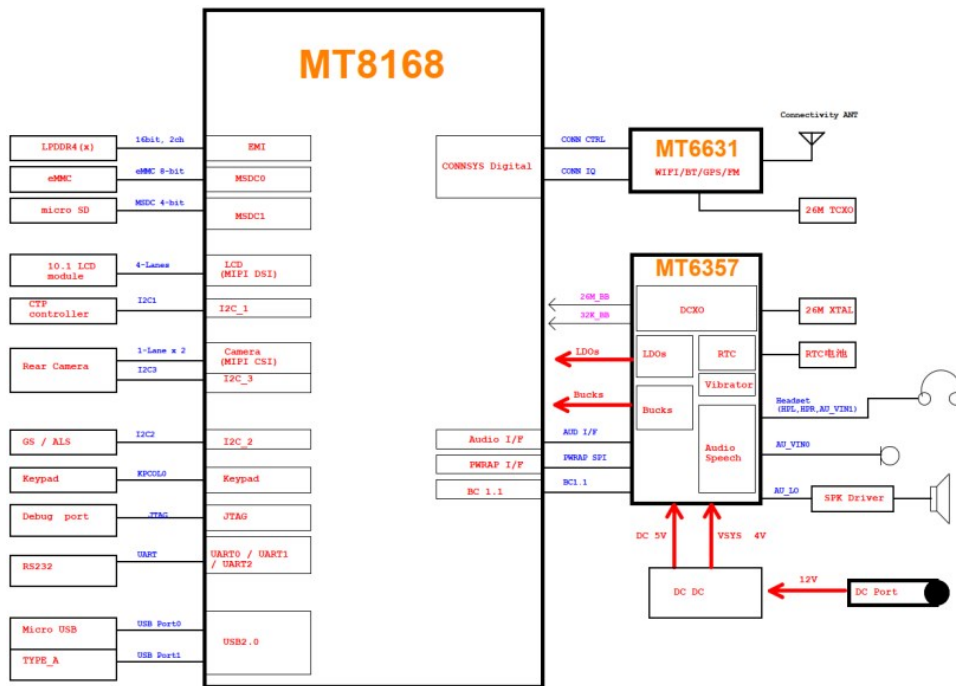 MT8168
LPDDR4(x)
16bit, 2ch
EMI
eMMC
eMMC 8-bit
MSDC0
micro SD
MSDC 4-bit
MSDC1
10.1 LCD
module
4-Lanes
LCD
(MIPI DSI)
CTP
controller
I2C1
I2C_1
Rear Camera
1-Lane x 2
I2C3
Camera
(MIPI CSI)
I2C_3
GS / ALS
I2C2
I2C_2
Keypad
KPCOL0
Keypad
Debug port
JTAG
JTAG
RS232
UART
UART0 / UART1
/ UART2
Micro USB
USB Port0
TYPE_A
USB Port1
USB2.0
CONNSYS Digital
CONN CTRL
CONN IQ
MT6631
WIFI/BT/GPS/FM
Connectivity ANT
26M TCXO
MT6357
26M_BB
32K_BB
DCXO
26M XTAL
LDOs
LDOs
RTC
RTC电池
Vibrator
Bucks
Bucks
Headset
(HPL,HPR,AU_VIN1)
Audio I/F
AUD I/F
Audio
Speech
AU_VIN0
PWRAP I/F
PWRAP SPI
BC 1.1
BC1.1
AU_LO
SPK Driver
DC 5V
VSYS 4V
DC DC
12V
DC Port